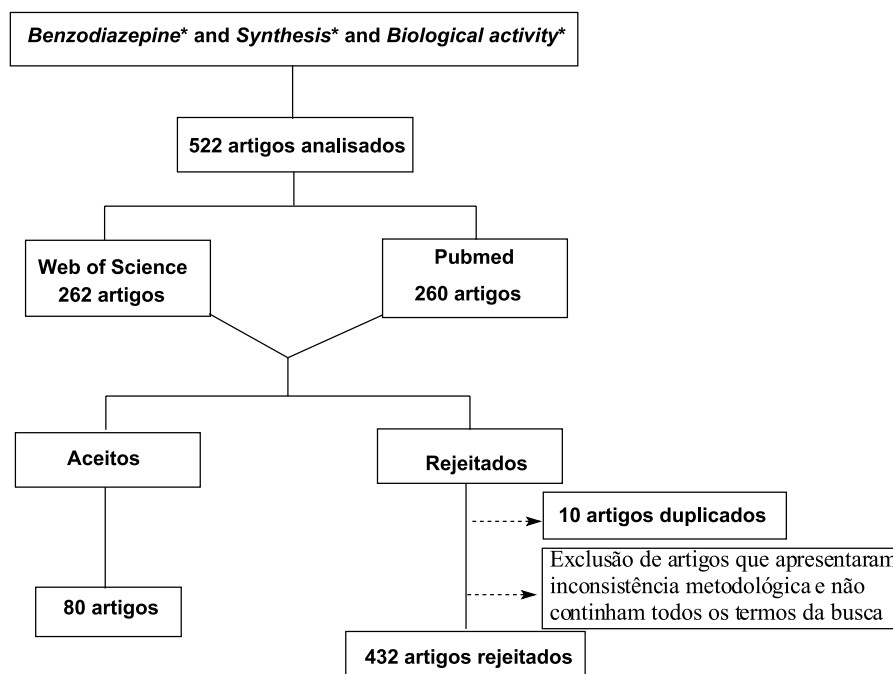 Benzodiazepine* and Synthesis* and Biological activity*
522 artigos analisados
Web of Science
262 artigos
Pubmed
260 artigos
Aceitos
Rejeitados
10 artigos duplicados
Exclusão de artigos que apresentaram
inconsistência metodológica e não
continham todos os termos da busca
80 artigos
432 artigos rejeitados